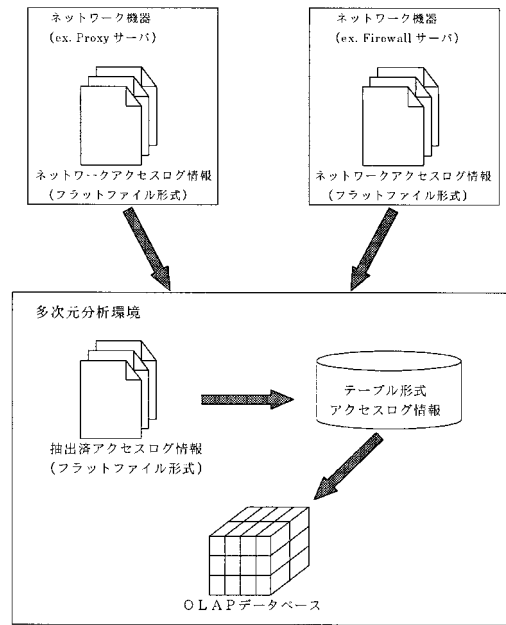 ネットワーク機器
(ex. Proxy サーバ)
ネットワークアクセスログ情報
(フラットファイル形式)
ネットワーク機器
(ex. Firewall サーバ)
ネットワークアクセスログ情報
(フラットファイル形式)
多次元分析環境
抽出済アクセスログ情報
(フラットファイル形式)
テーブル形式
アクセスログ情報
OLAPデータベース